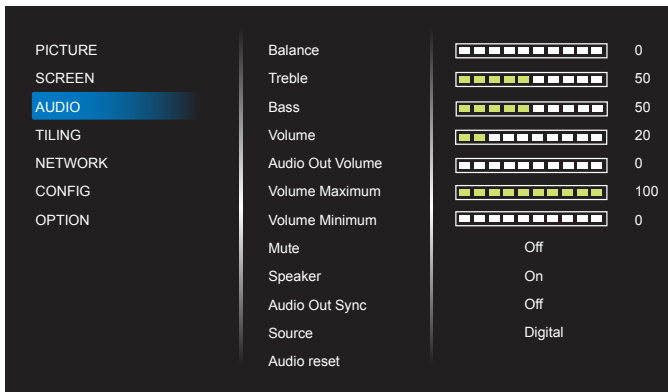 PICTURE
SCREEN
AUDIO
TILING
NETWORK
CONFIG
OPTION
Balance 0
Treble 50
Bass 50
Volume 20
Audio Out Volume 0
Volume Maximum 100
Volume Minimum 0
Mute Off
Speaker On
Audio Out Sync Off
Source Digital
Audio reset